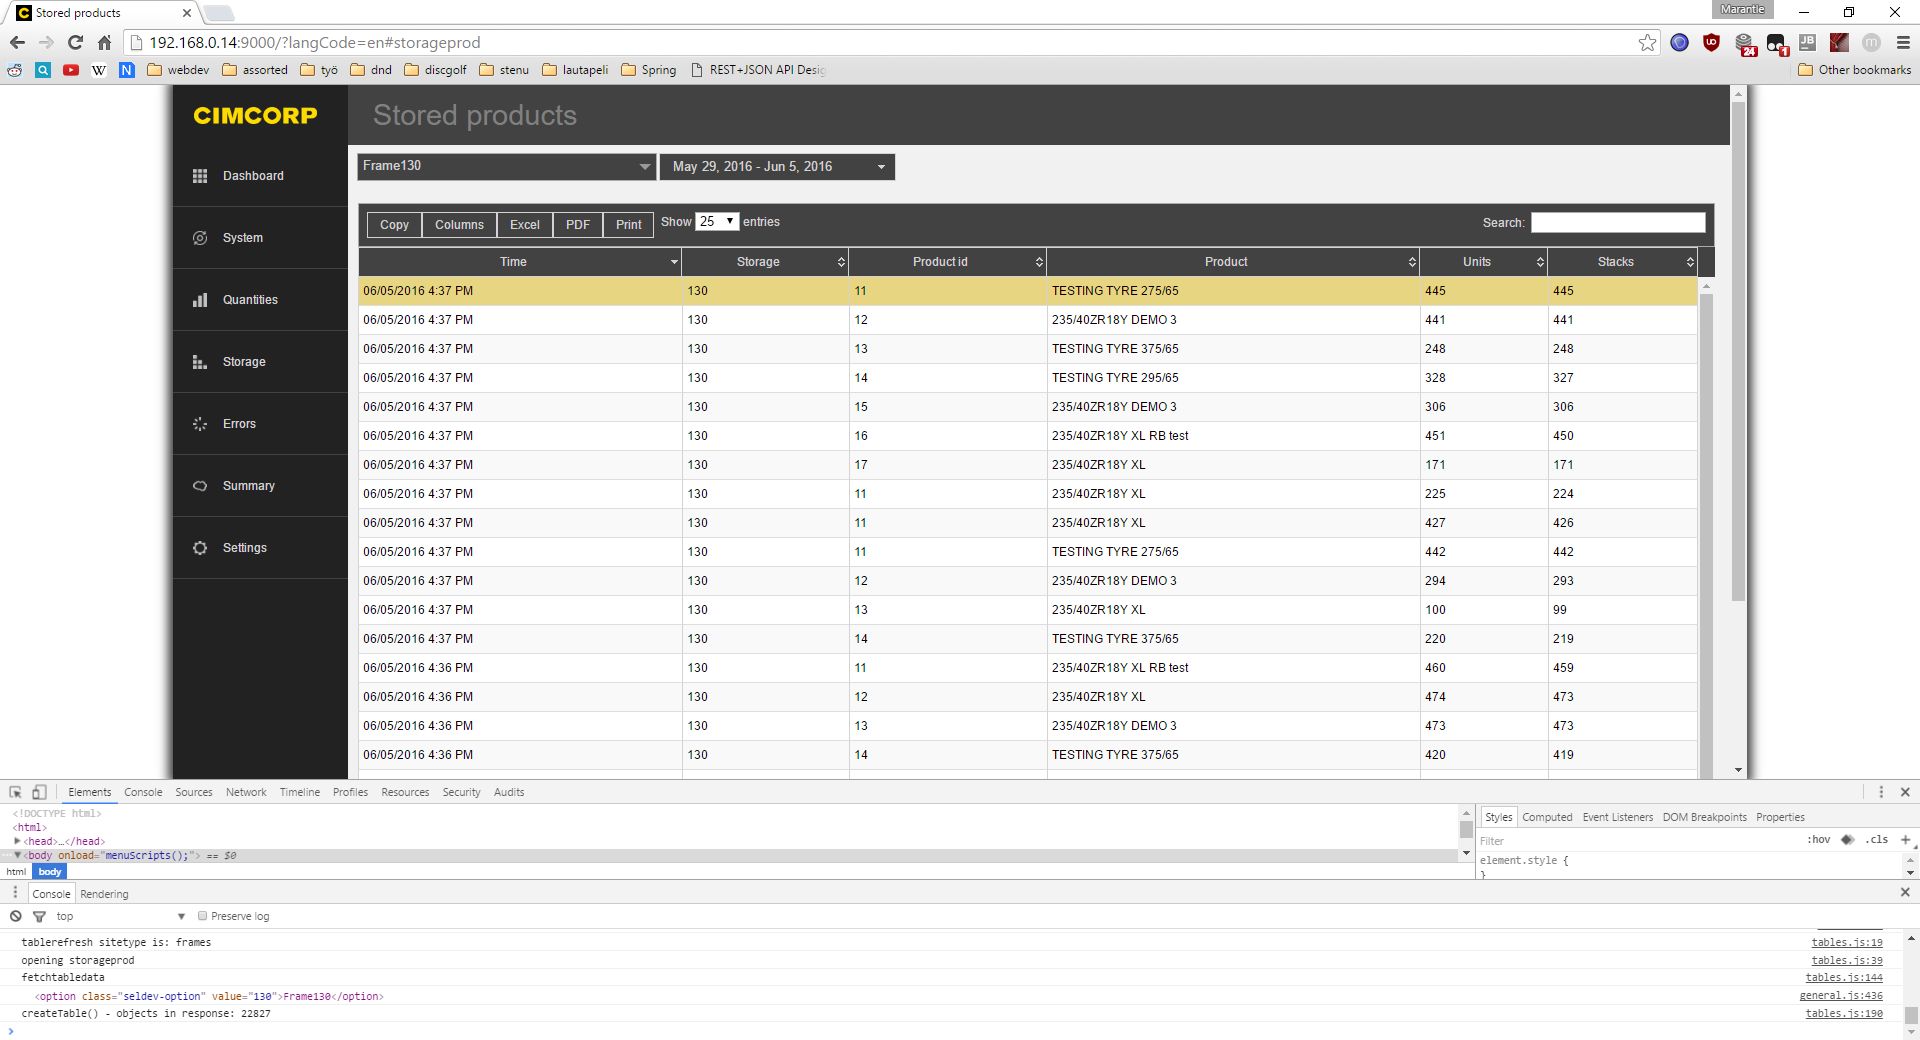 Stored products
Marantle
192.168.0.14:9000/?langCode=en#storageprod
24
1
webdev assorted työ dnd discgolf stenu lautapeli Spring REST+JSON API Desig Other bookmarks
CIMCORP
Stored products
Dashboard
System
Quantities
Storage
Errors
Summary
Settings
Frame130
May 29, 2016 - Jun 5, 2016
Copy Columns Excel PDF Print Show 25 entries Search:
Time Storage Product id Product Units Stacks
06/05/2016 4:37 PM 130 11 TESTING TYRE 275/65 445 445
06/05/2016 4:37 PM 130 12 235/40ZR18Y DEMO 3 441 441
06/05/2016 4:37 PM 130 13 TESTING TYRE 375/65 248 248
06/05/2016 4:37 PM 130 14 TESTING TYRE 295/65 328 327
06/05/2016 4:37 PM 130 15 235/40ZR18Y DEMO 3 306 306
06/05/2016 4:37 PM 130 16 235/40ZR18Y XL RB test 451 450
06/05/2016 4:37 PM 130 17 235/40ZR18Y XL 171 171
06/05/2016 4:37 PM 130 11 235/40ZR18Y XL 225 224
06/05/2016 4:37 PM 130 11 235/40ZR18Y XL 427 426
06/05/2016 4:37 PM 130 11 TESTING TYRE 275/65 442 442
06/05/2016 4:37 PM 130 12 235/40ZR18Y DEMO 3 294 293
06/05/2016 4:37 PM 130 13 235/40ZR18Y XL 100 99
06/05/2016 4:37 PM 130 14 TESTING TYRE 375/65 220 219
06/05/2016 4:36 PM 130 11 235/40ZR18Y XL RB test 460 459
06/05/2016 4:36 PM 130 12 235/40ZR18Y XL 474 473
06/05/2016 4:36 PM 130 13 235/40ZR18Y DEMO 3 473 473
06/05/2016 4:36 PM 130 14 TESTING TYRE 375/65 420 419
Elements Console Sources Network Timeline Profiles Resources Security Audits
<!DOCTYPE html>
<html>
<head>…</head>
<body onload="menuScripts();"> == $0
html body
Styles Computed Event Listeners DOM Breakpoints Properties
Filter :hov .cls +
element.style {
}
Console Rendering
top Preserve log
tablerefresh sitetype is: frames tables.js:19
opening storageprod tables.js:39
fetchtabledata tables.js:144
<option class="seldev-option" value="130">Frame130</option> general.js:436
createTable() - objects in response: 22827 tables.js:190